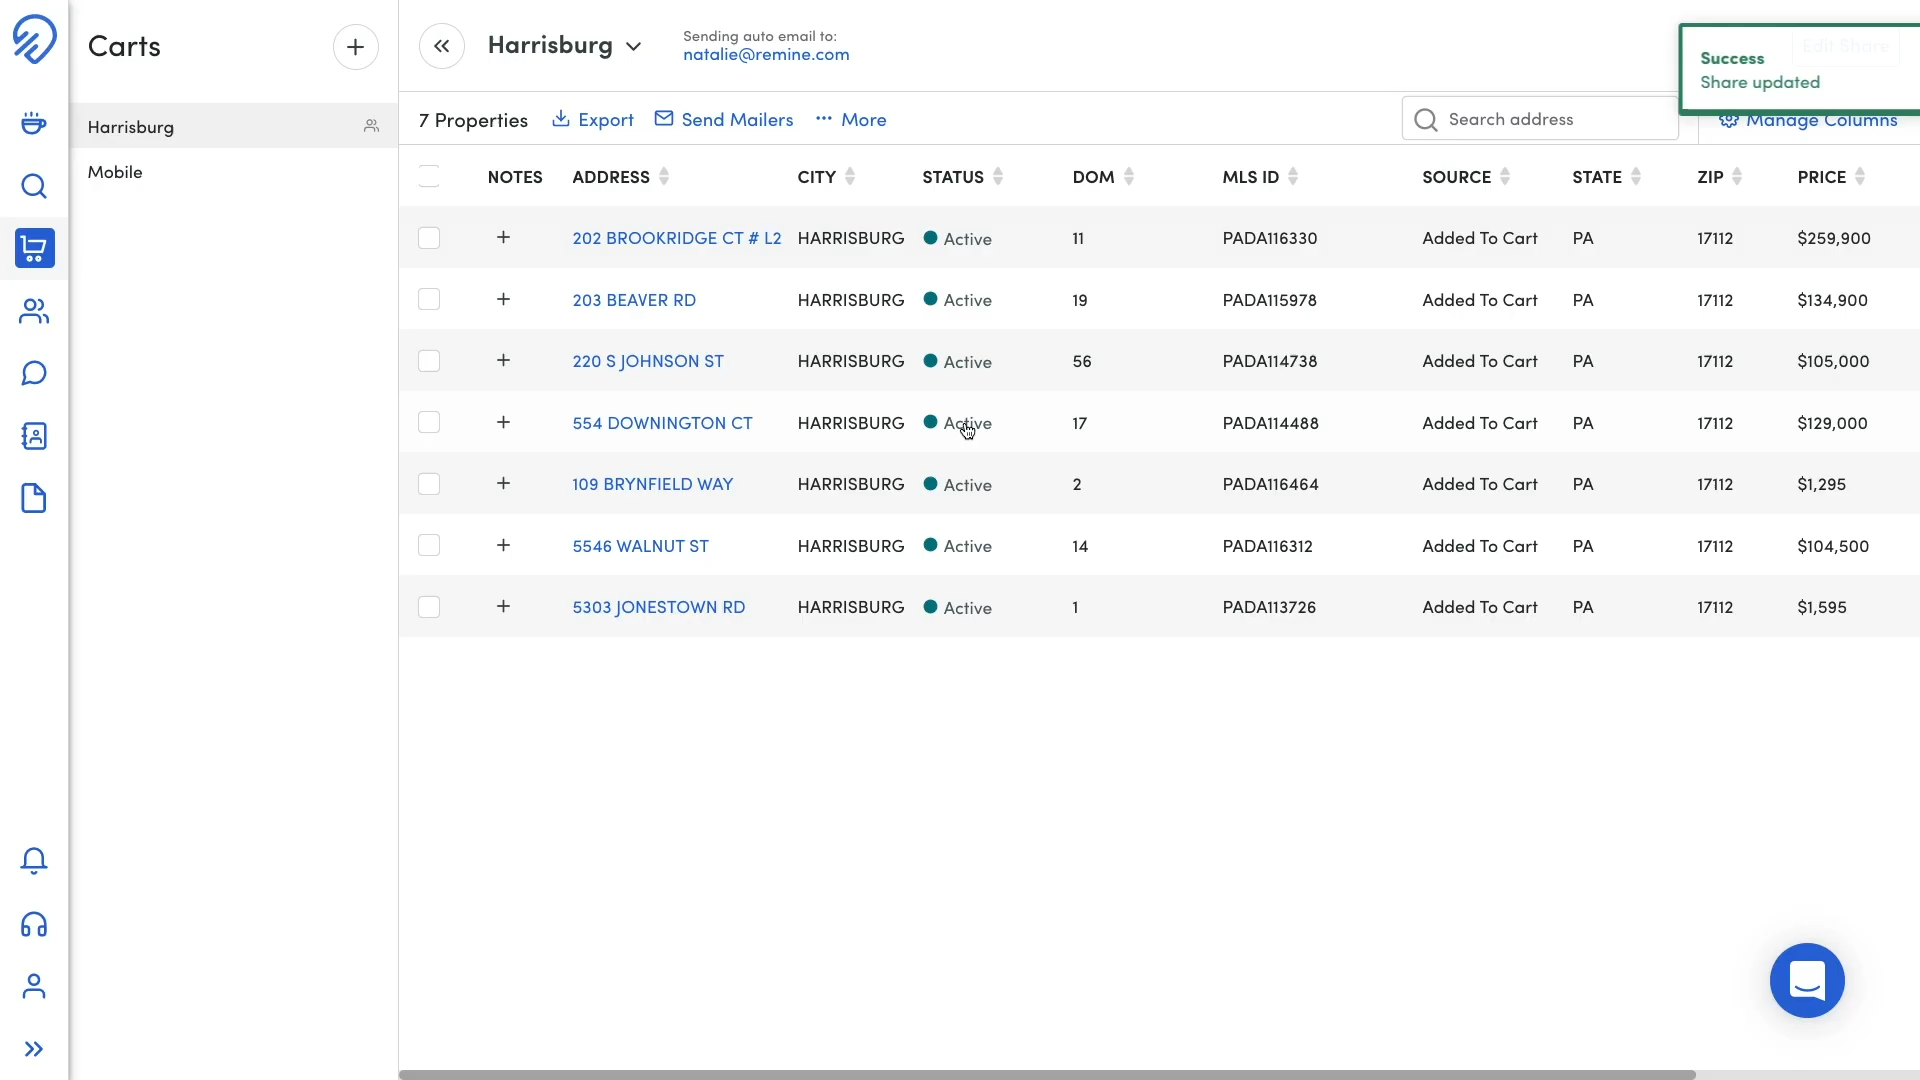 Carts
Harrisburg
Mobile
Harrisburg
Sending auto email to:
natalie@remine.com
Edit Share
Success
Share updated
7 Properties Export Send Mailers ··· More
Search address
Manage Columns
NOTES ADDRESS CITY STATUS DOM MLS ID SOURCE STATE ZIP PRICE
+ 202 BROOKRIDGE CT # L2 HARRISBURG Active 11 PADA116330 Added To Cart PA 17112 $259,900
+ 203 BEAVER RD HARRISBURG Active 19 PADA115978 Added To Cart PA 17112 $134,900
+ 220 S JOHNSON ST HARRISBURG Active 56 PADA114738 Added To Cart PA 17112 $105,000
+ 554 DOWNINGTON CT HARRISBURG Active 17 PADA114488 Added To Cart PA 17112 $129,000
+ 109 BRYNFIELD WAY HARRISBURG Active 2 PADA116464 Added To Cart PA 17112 $1,295
+ 5546 WALNUT ST HARRISBURG Active 14 PADA116312 Added To Cart PA 17112 $104,500
+ 5303 JONESTOWN RD HARRISBURG Active 1 PADA113726 Added To Cart PA 17112 $1,595